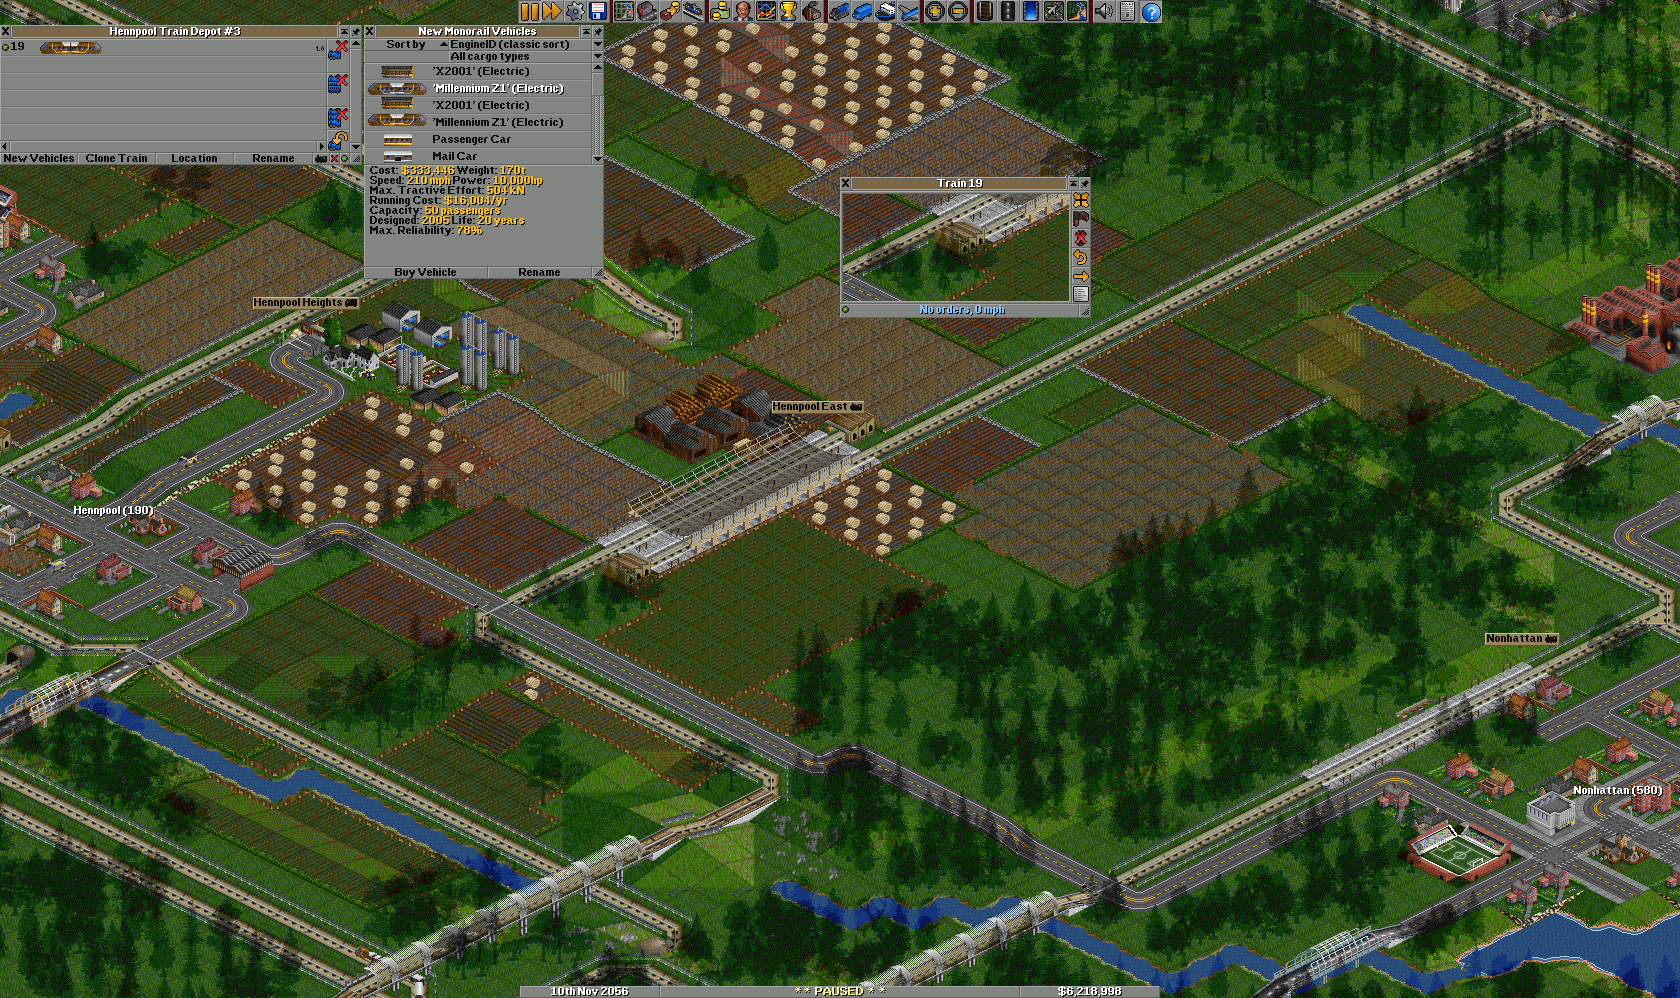 Hennpool Train Depot #3
19
1.0
New Vehicles
Clone Train
Location
Rename
New Monorail Vehicles
Sort by
EngineID (classic sort)
All cargo types
'X2001' (Electric)
'Millennium Z1' (Electric)
'X2001' (Electric)
'Millennium Z1' (Electric)
Passenger Car
Mail Car
Cost: $333,446 Weight: 170t
Speed: 210 mph Power: 10,000hp
Max. Tractive Effort: 504 kN
Running Cost: $16,004/yr
Capacity: 50 passengers
Designed: 2005 Life: 20 years
Max. Reliability: 78%
Buy Vehicle
Rename
Train 19
No orders, 0 mph
Hennpool Heights
Hennpool East
Hennpool (190)
Nonhattan
Nonhattan (580)
10th Nov 2056
* * PAUSED * *
$6,218,998